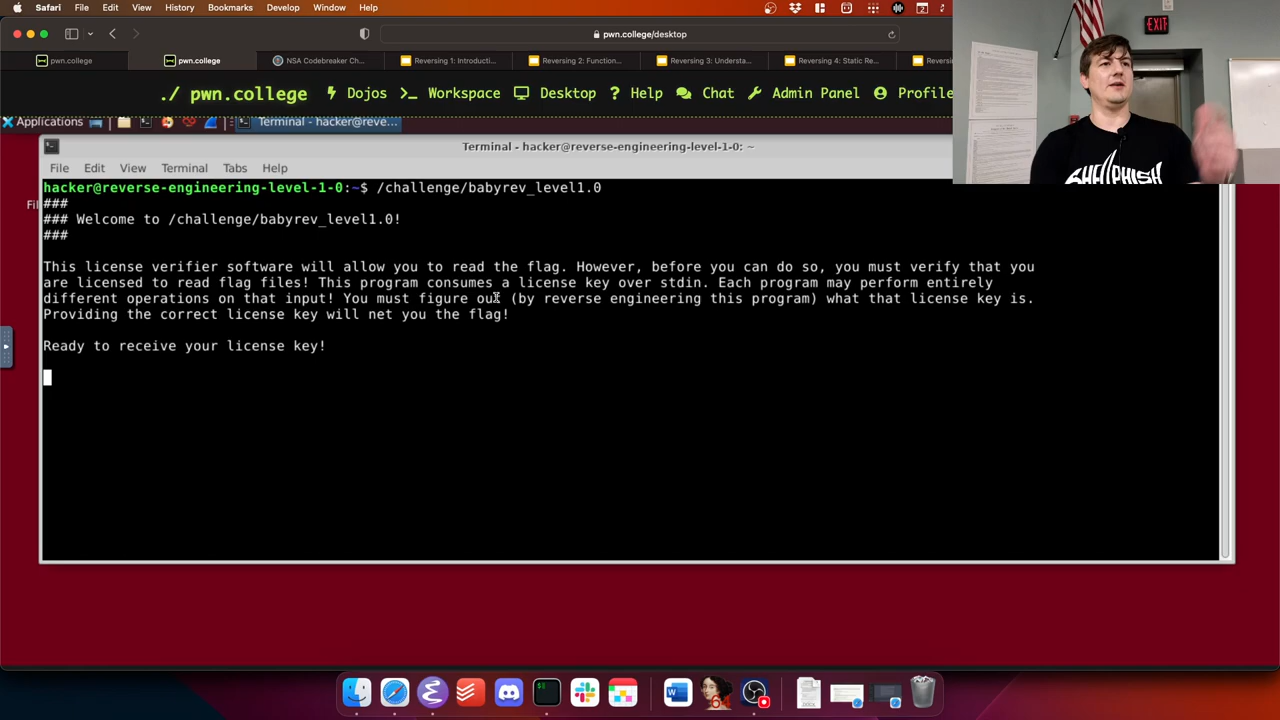 Safari File Edit View History Bookmarks Develop Window Help
pwn.college/desktop
pwn.college
pwn.college
NSA Codebreaker Ch...
Reversing 1: Introducti...
Reversing 2: Function...
Reversing 3: Understa...
Reversing 4: Static Re...
EXIT
./ pwn.college Dojos Workspace Desktop Help Chat Admin Panel Profile
Applications Terminal - hacker@reve...
SHELLPHISH
Terminal - hacker@reverse-engineering-level-1-0: ~
File Edit View Terminal Tabs Help
hacker@reverse-engineering-level-1-0:~$ /challenge/babyrev_level1.0
###
### Welcome to /challenge/babyrev_level1.0!
###
This license verifier software will allow you to read the flag. However, before you can do so, you must verify that you
are licensed to read flag files! This program consumes a license key over stdin. Each program may perform entirely
different operations on that input! You must figure out (by reverse engineering this program) what that license key is.
Providing the correct license key will net you the flag!
Ready to receive your license key!